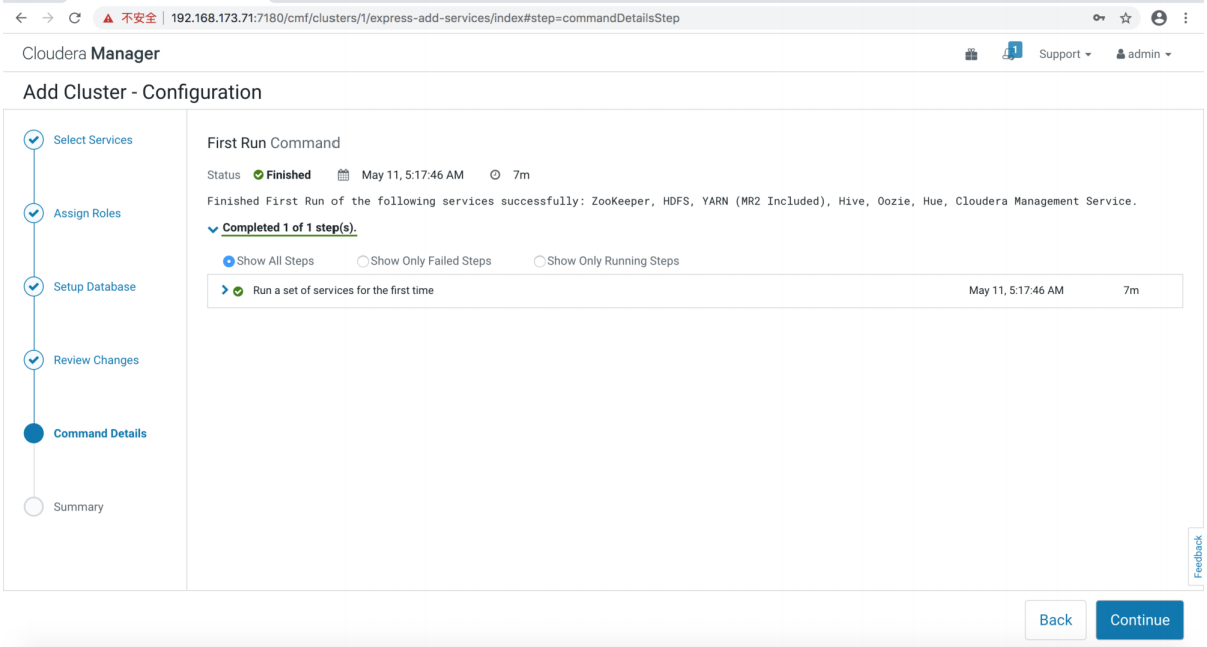 不安全 192.168.173.71:7180/cmf/clusters/1/express-add-services/index#step=commandDetailsStep
Cloudera Manager
1 Support admin
Add Cluster - Configuration
Select Services
Assign Roles
Setup Database
Review Changes
Command Details
Summary
First Run Command
Status Finished May 11, 5:17:46 AM 7m
Finished First Run of the following services successfully: ZooKeeper, HDFS, YARN (MR2 Included), Hive, Oozie, Hue, Cloudera Management Service.
Completed 1 of 1 step(s).
Show All Steps Show Only Failed Steps Show Only Running Steps
Run a set of services for the first time May 11, 5:17:46 AM 7m
Feedback
Back Continue